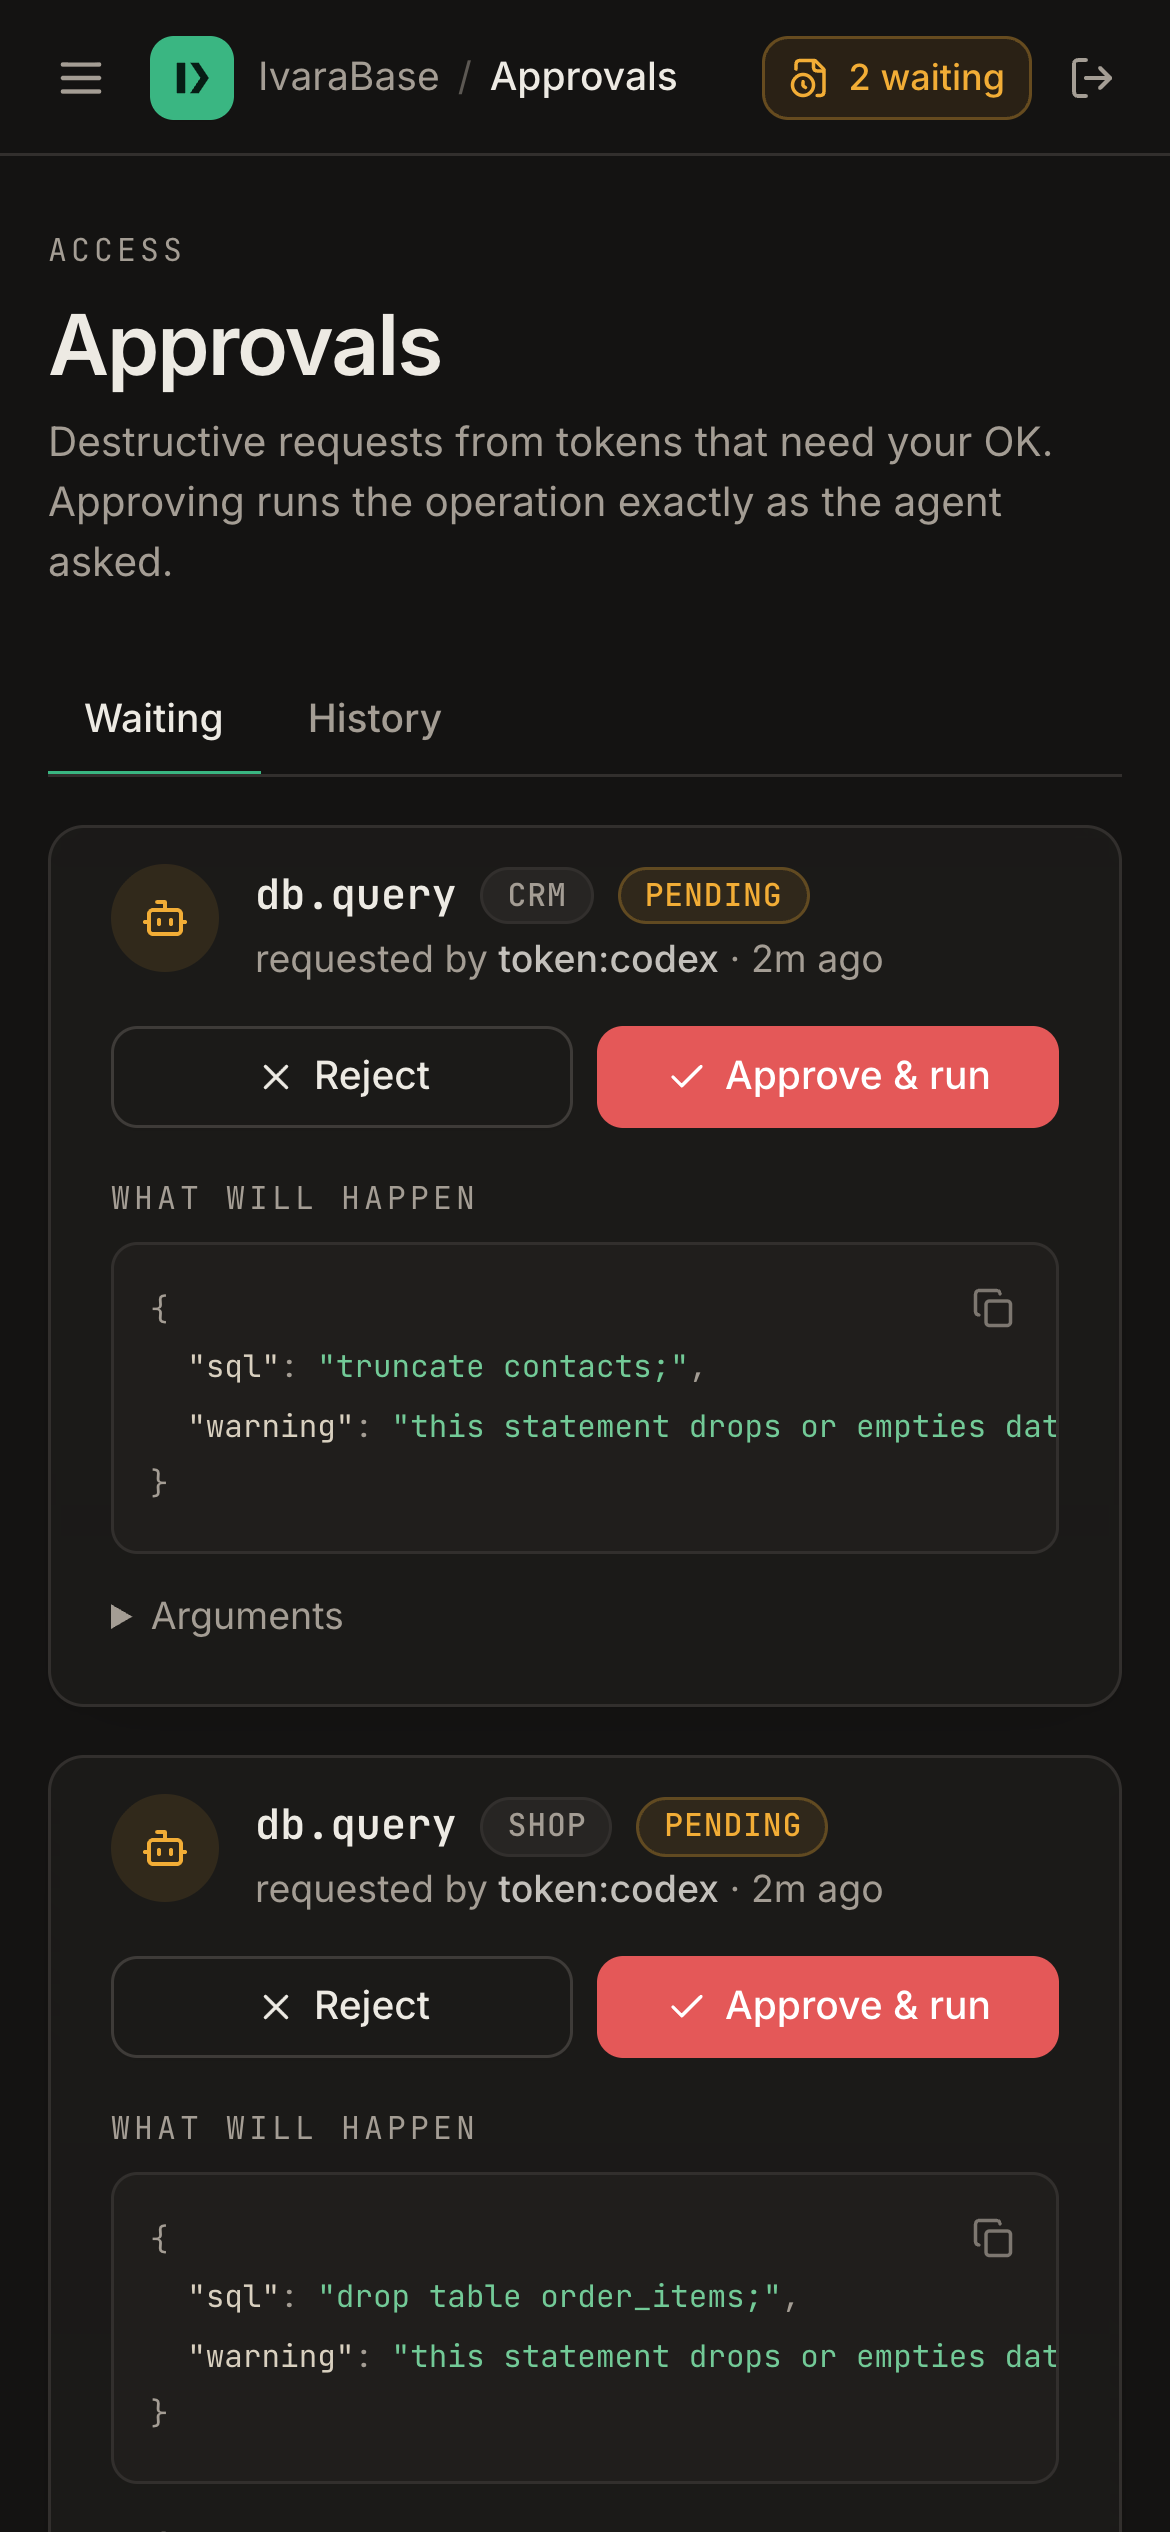 IvaraBase / Approvals
2 waiting
ACCESS
Approvals
Destructive requests from tokens that need your OK.
Approving runs the operation exactly as the agent
asked.
Waiting
History
db.query CRM PENDING
requested by token:codex · 2m ago
Reject
Approve & run
WHAT WILL HAPPEN
{
"sql": "truncate contacts;",
"warning": "this statement drops or empties dat
}
Arguments
db.query SHOP PENDING
requested by token:codex · 2m ago
Reject
Approve & run
WHAT WILL HAPPEN
{
"sql": "drop table order_items;",
"warning": "this statement drops or empties dat
}